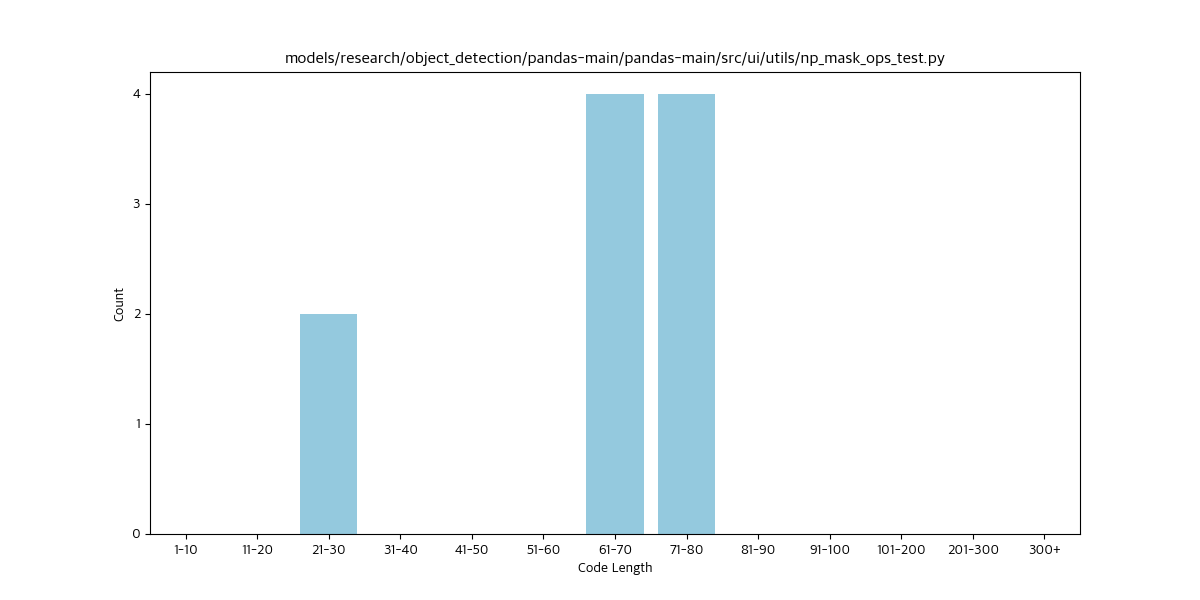 models/research/object_detection/pandas-main/pandas-main/src/ui/utils/np_mask_ops_test.py
4
3
Count
2
1
0
1-10 11-20 21-30 31-40 41-50 51-60 61-70 71-80 81-90 91-100 101-200 201-300 300+
Code Length